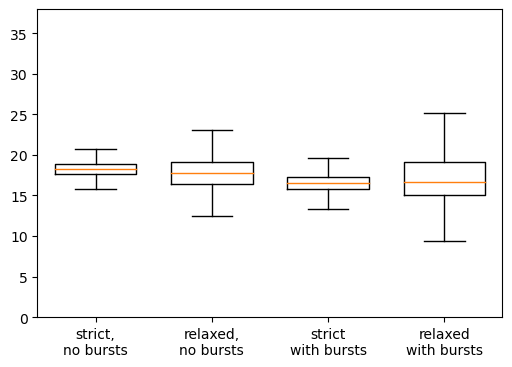 35
30
25
20
15
10
5
0
strict,
no bursts
relaxed,
no bursts
strict
with bursts
relaxed
with bursts